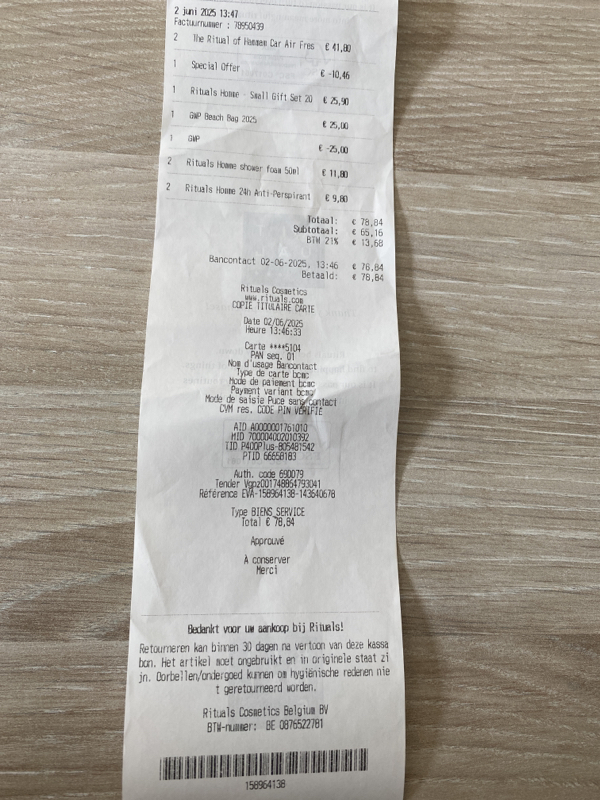 2 juni 2025 13:47
Factuurnummer : 78950439
2 The Ritual of Hammam Car Air Fres € 41,80
1 Special Offer € -10,46
1 Rituals Homme - Small Gift Set 20 € 25,90
1 GWP Beach Bag 2025 € 25,00
1 GWP € -25,00
2 Rituals Homme shower foam 50ml € 11,80
2 Rituals Homme 24h Anti-Perspirant € 9,80
Totaal: € 78,84
Subtotaal: € 65,16
BTW 21% € 13,68
Bancontact 02-06-2025, 13:46 € 78,84
Betaald: € 78,84
Rituals Cosmetics
www.rituals.com
COPIE TITULAIRE CARTE
Date 02/06/2025
Heure 13:46:33
Carte ****5104
PAN seq. 01
Nom d'usage Bancontact
Type de carte bcmc
Mode de paiement bcmc
Payment variant bcmc
Mode de saisie Puce sans contact
CVM res. CODE PIN VÉRIFIÉ
AID A0000001761010
MID 700004002010392
TID P400Plus-805481542
PTID 66658183
Auth. code 690079
Tender Vgpz001748864793041
Référence EVA-158964138-143640678
Type BIENS_SERVICE
Total € 78,84
Approuvé
À conserver
Merci
Bedankt voor uw aankoop bij Rituals!
Retourneren kan binnen 30 dagen na vertoon van deze kassa
bon. Het artikel moet ongebruikt en in originele staat zi
jn. Oorbellen/ondergoed kunnen om hygiënische redenen nie
t geretourneerd worden.
Rituals Cosmetics Belgium BV
BTW-nummer: BE 0876522781
158964138